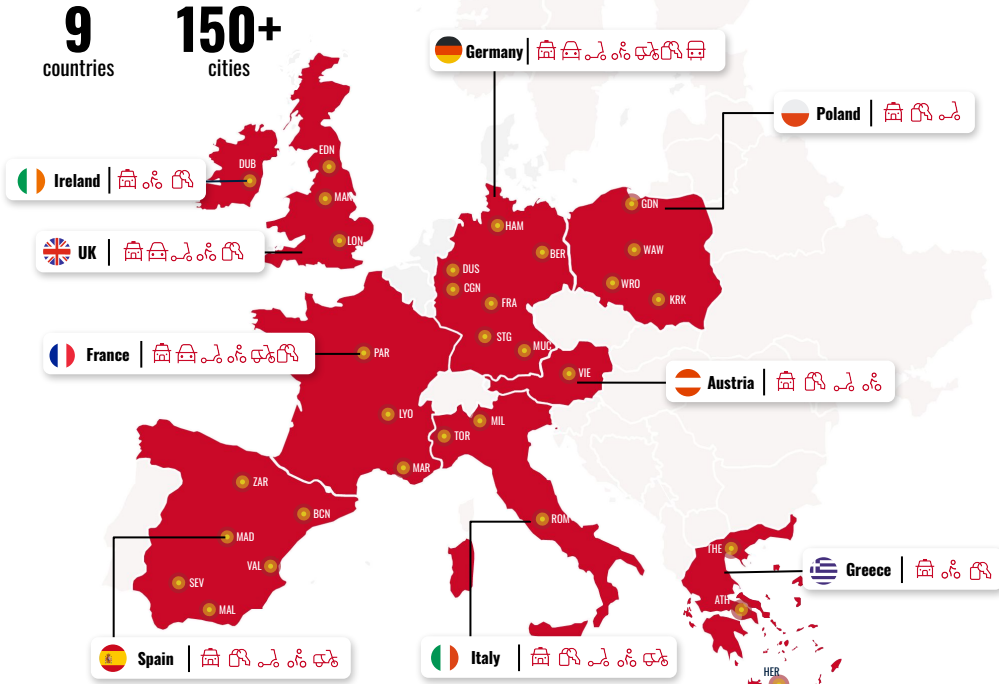 9
countries
150+
cities
Germany
Poland
EDN
DUB
Ireland
MAN
GDN
HAM
UK
LON
WAW
BER
DUS
CGN
WRO
KRK
FRA
STG
MUC
France
PAR
VIE
Austria
LYO
MIL
TOR
MAR
ZAR
BCN
ROM
MAD
THE
VAL
Greece
SEV
ATH
MAL
Spain
Italy
HER